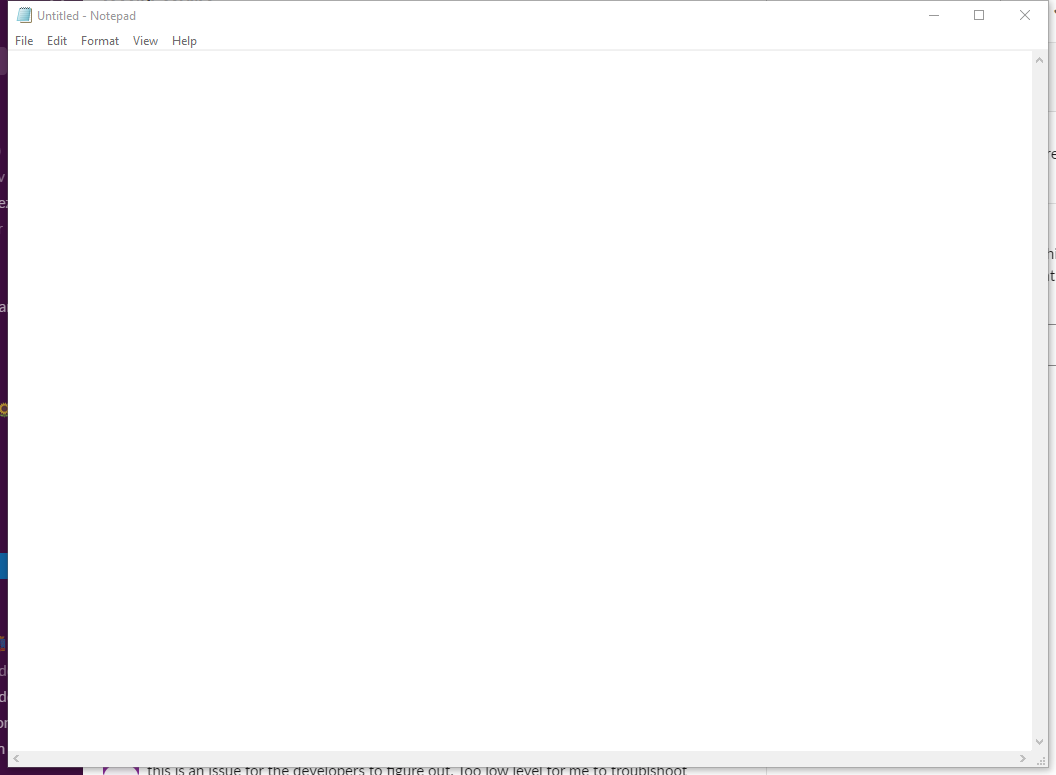 Untitled - Notepad
File Edit Format View Help
this is an issue for the developers to figure out. Too low level for me to troublshoot